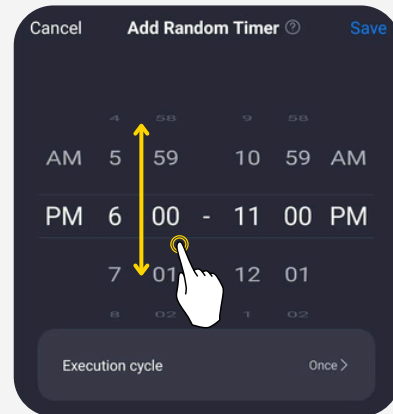 Cancel Add Random Timer ? Save
4 58 9 58
AM 5 59 10 59 AM
PM 6 00 - 11 00 PM
7 01 12 01
8 02 1 02
Execution cycle Once >